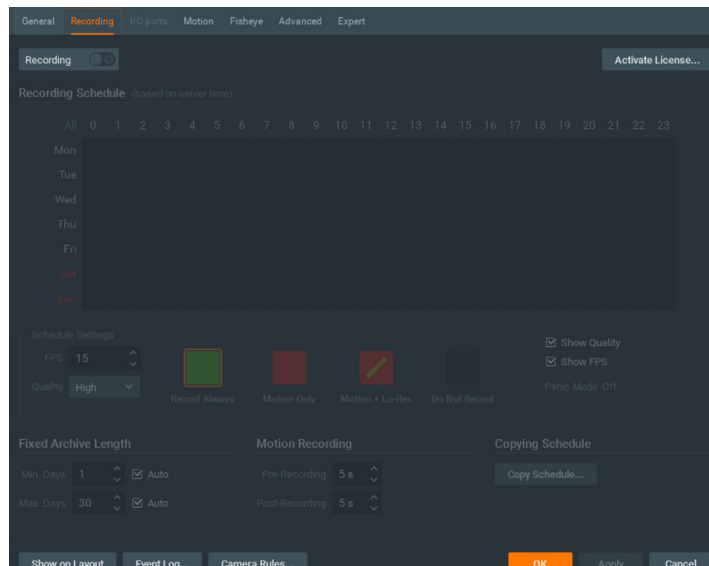 General Recording I/O ports Motion Fisheye Advanced Expert
Recording Activate License...
Recording Schedule (based on server time)
All 0 1 2 3 4 5 6 7 8 9 10 11 12 13 14 15 16 17 18 19 20 21 22 23
Mon
Tue
Wed
Thu
Fri
Sat
Sun
Schedule Settings
Show Quality
FPS 15 Show FPS
Quality High Panic Mode: Off
Record Always Motion Only Motion + Lo-Res Do Not Record
Fixed Archive Length Motion Recording Copying Schedule
Min. Days 1 Auto Pre-Recording 5 s Copy Schedule...
Max. Days 30 Auto Post-Recording 5 s
Show on Layout Event Log... Camera Rules... OK Apply Cancel